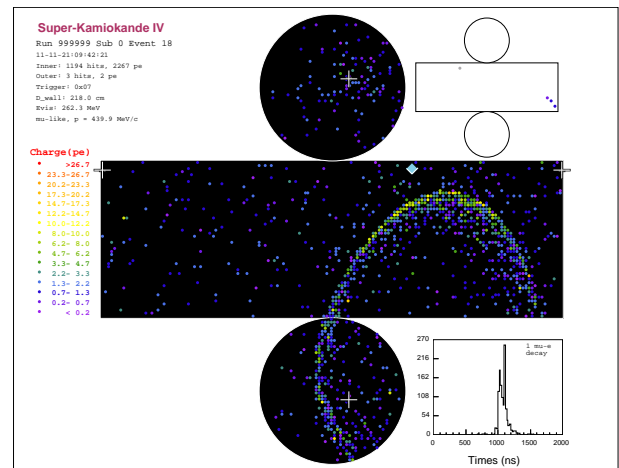 Super-Kamiokande IV
Run 999999 Sub 0 Event 18
11-11-21:09:42:21
Inner: 1194 hits, 2267 pe
Outer: 3 hits, 2 pe
Trigger: 0x07
D_wall: 218.0 cm
Evis: 262.3 MeV
mu-like, p = 439.9 MeV/c
Charge(pe)
>26.7
23.3-26.7
20.2-23.3
17.3-20.2
14.7-17.3
12.2-14.7
10.0-12.2
8.0-10.0
6.2- 8.0
4.7- 6.2
3.3- 4.7
2.2- 3.3
1.3- 2.2
0.7- 1.3
0.2- 0.7
< 0.2
1 mu-e
decay
270
216
162
108
54
0
0 500 1000 1500 2000
Times (ns)